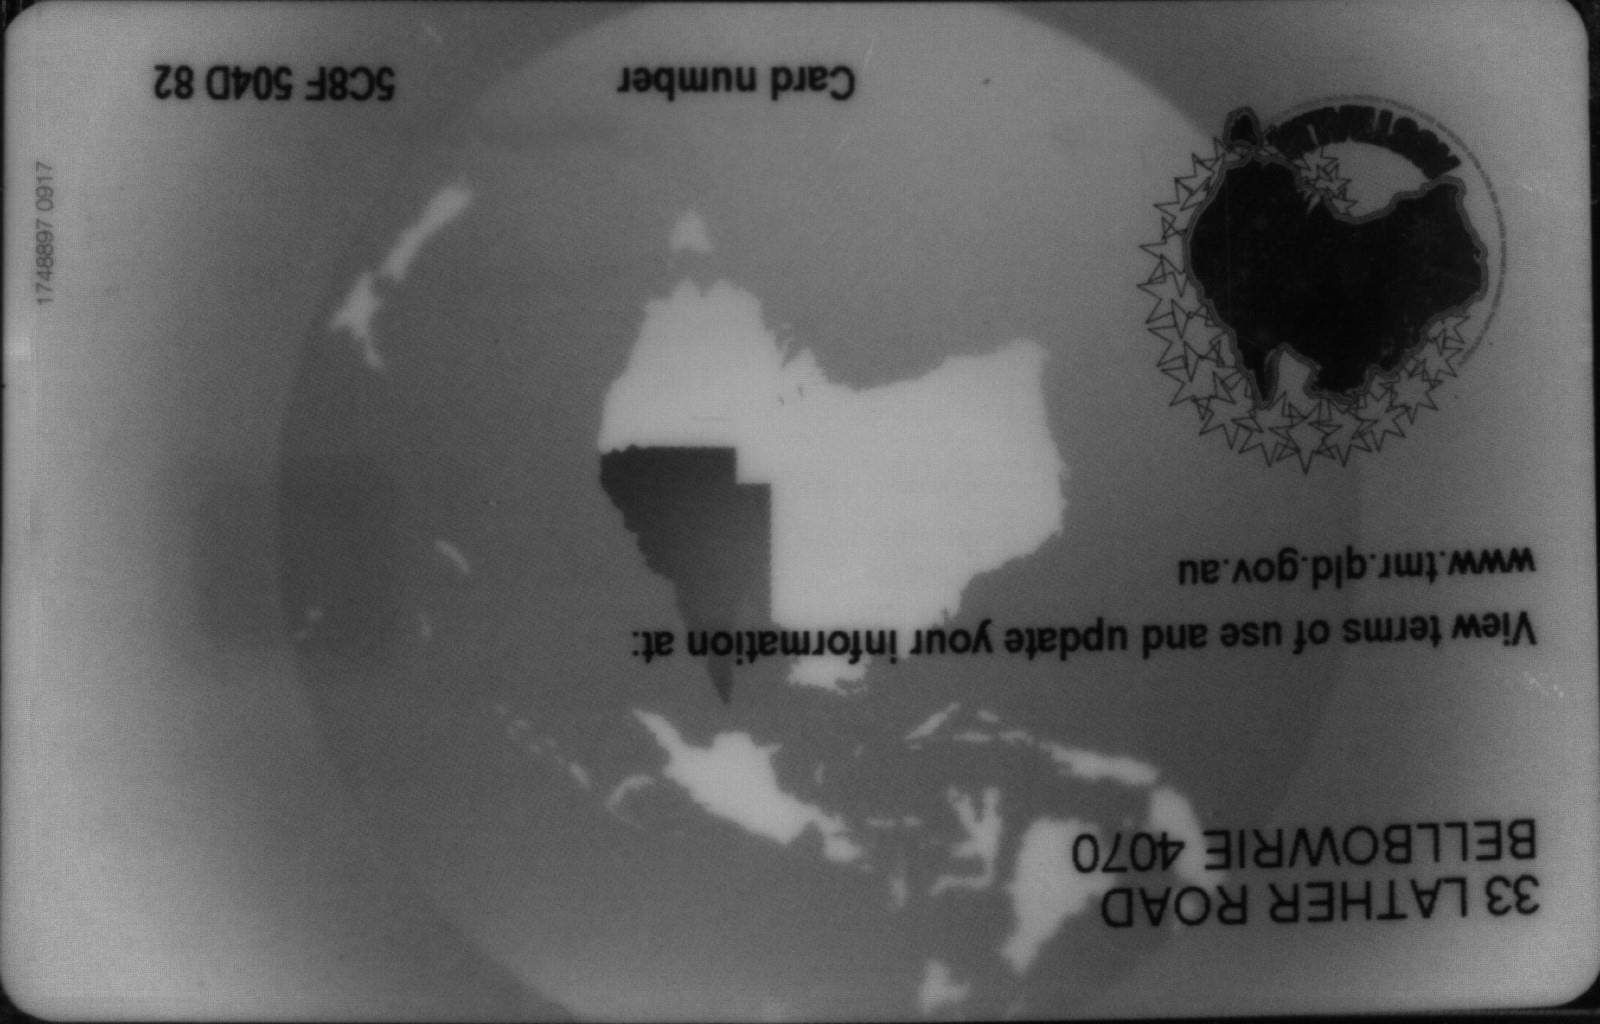 33 LATHER ROAD
BELLBOWRIE 4070
View terms of use and update your information at:
www.tmr.qld.gov.au
Card number
5C8F 504D 82
1748897 0917